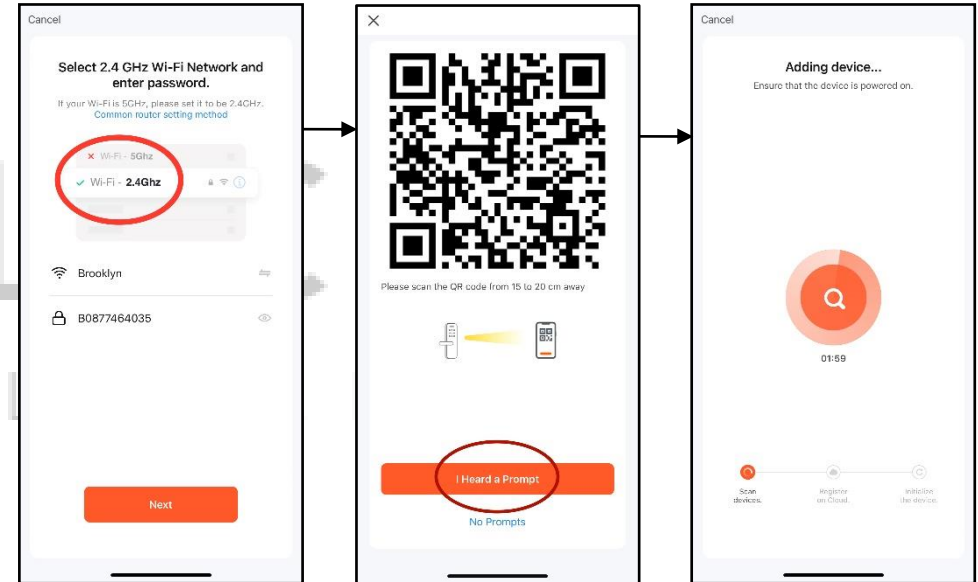 Cancel
Select 2.4 GHz Wi-Fi Network and
enter password.
If your Wi-Fi is 5GHz, please set it to be 2.4GHz.
Common router setting method
Wi-Fi - 5Ghz
Wi-Fi - 2.4Ghz
Brooklyn
B0877464035
Next
Please scan the QR code from 15 to 20 cm away
I Heard a Prompt
No Prompts
Cancel
Adding device...
Ensure that the device is powered on.
01:59
Scan
devices.
Register
on Cloud.
Initialize
the device.